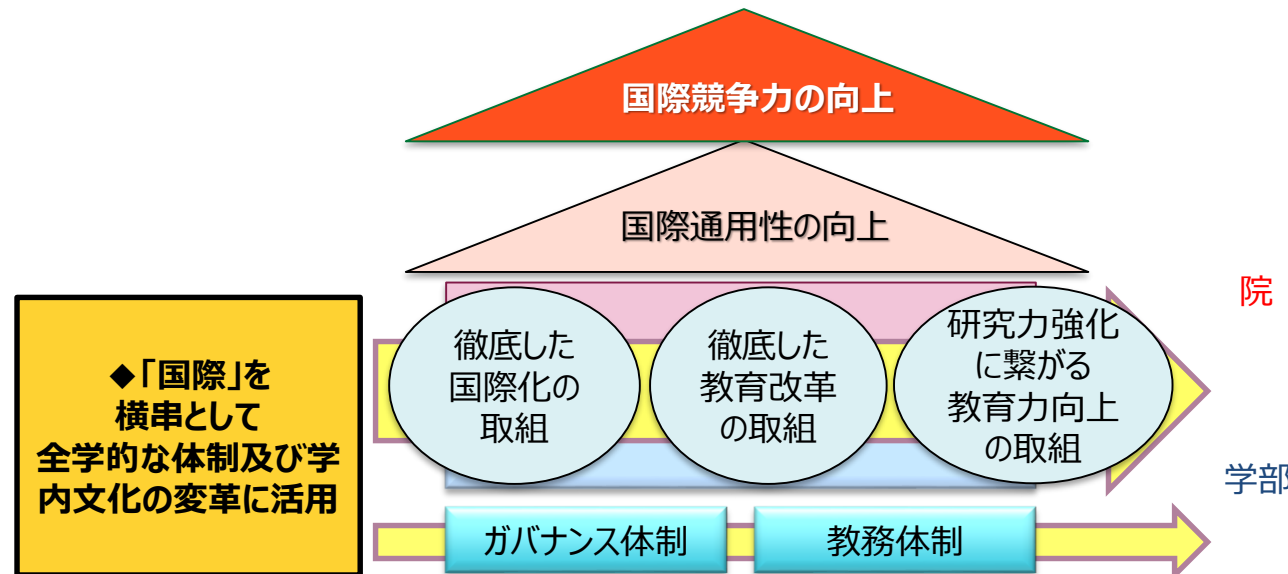 国際競争力の向上
国際通用性の向上
院
◆「国際」を
横串として
全学的な体制及び学
内文化の変革に活用
徹底した
国際化の
取組
徹底した
教育改革
の取組
研究力強化
に繋がる
教育力向上
の取組
学部
ガバナンス体制
教務体制